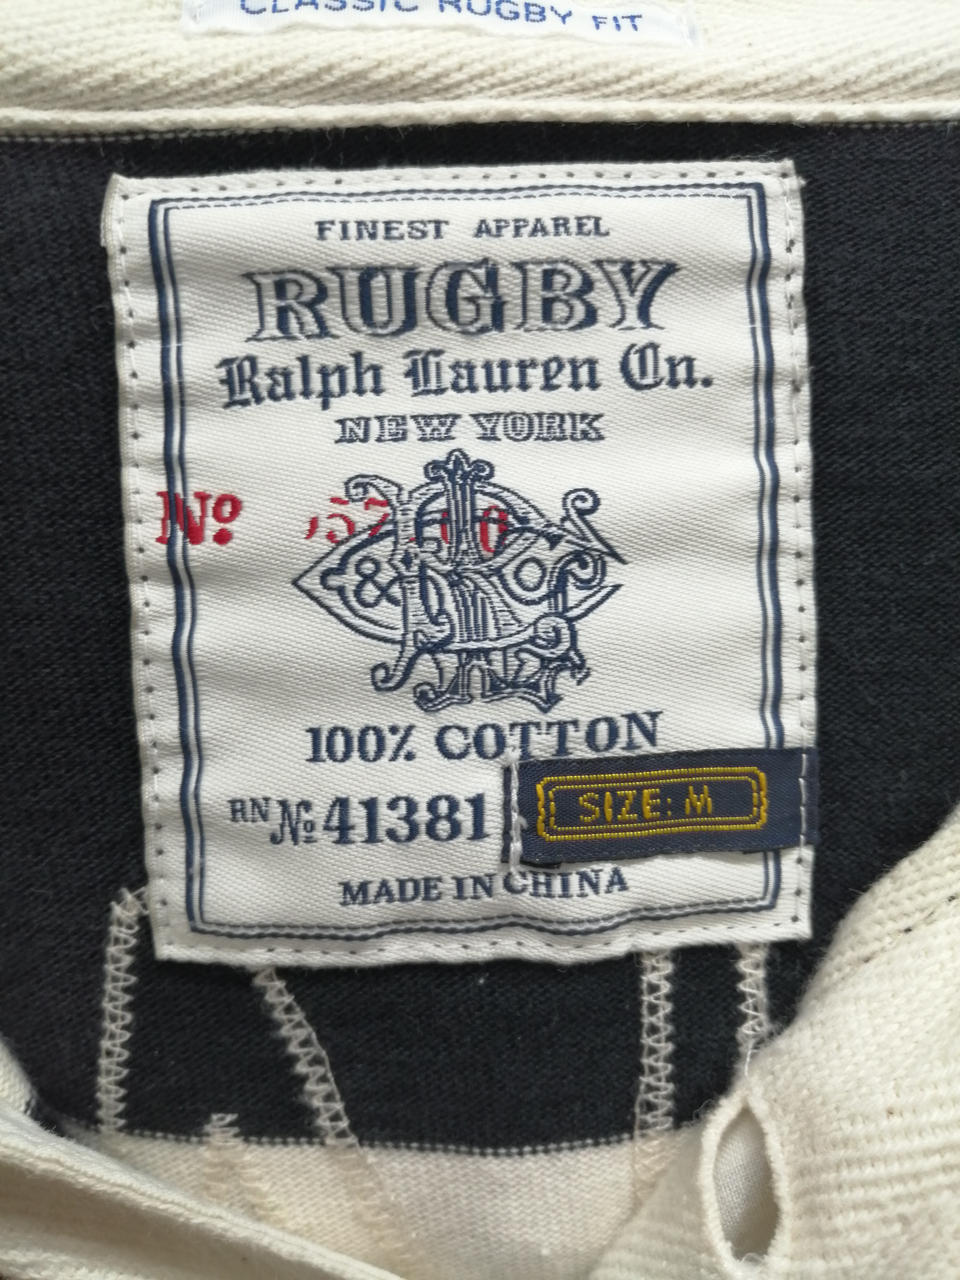 CLASSIC RUGBY FIT
FINEST APPAREL
RUGBY
Ralph Lauren Co.
NEW YORK
No
&
100% COTTON
RN No 41381
SIZE: M
MADE IN CHINA